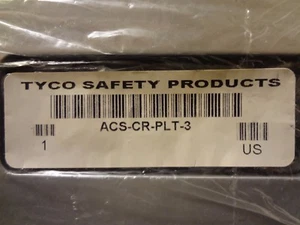 TYCO SAFETY PRODUCTS
ACS-CR-PLT-3
1
US